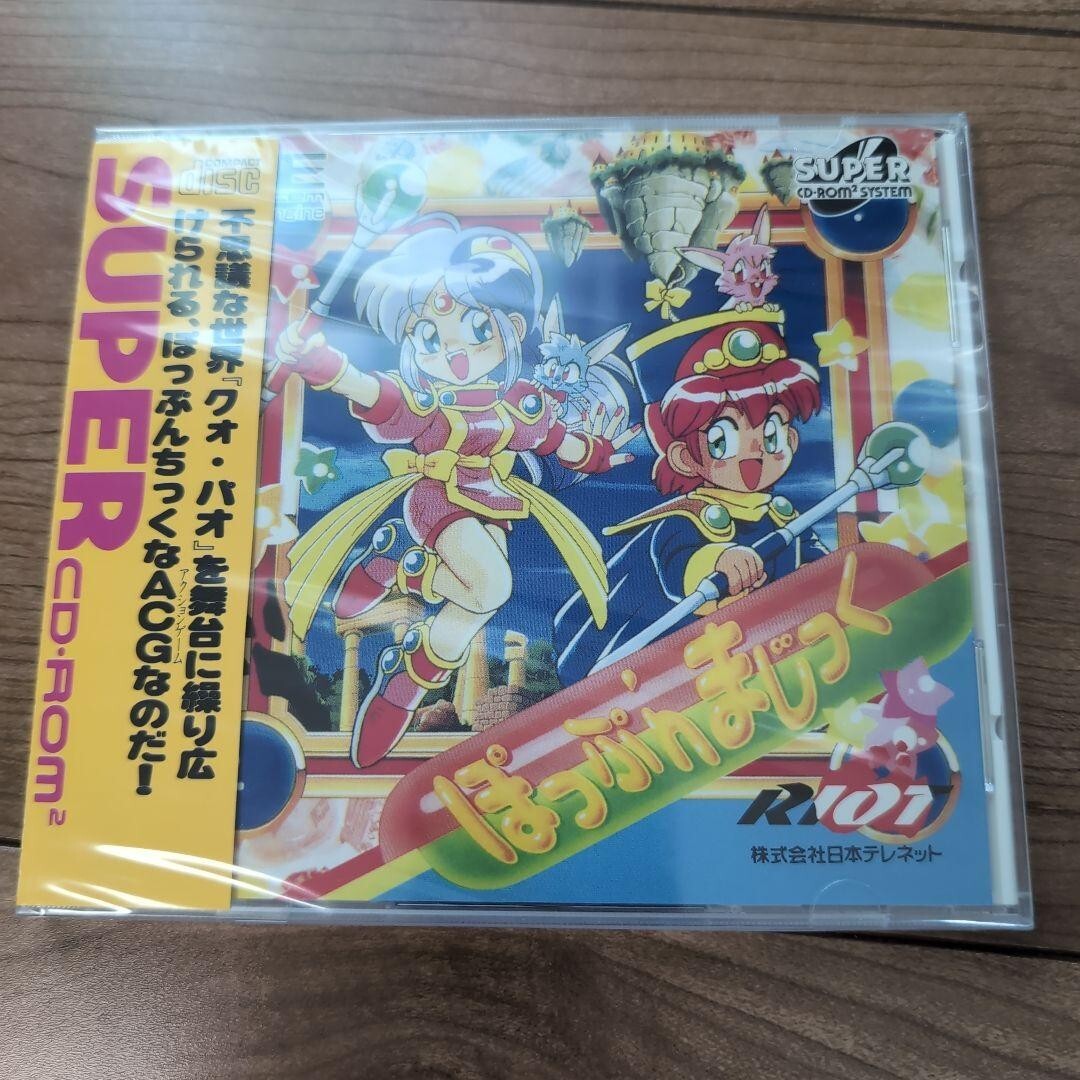 SUPER CD-ROM²
COMPACT
disc
不思議な世界『クォ・パオ』を舞台に繰り広
げられる、ぽっぷんちっくなACGなのだ!
アクションゲーム
SUPER
CD-ROM² SYSTEM
ぽっぷるまじっく
RIOT
株式会社日本テレネット